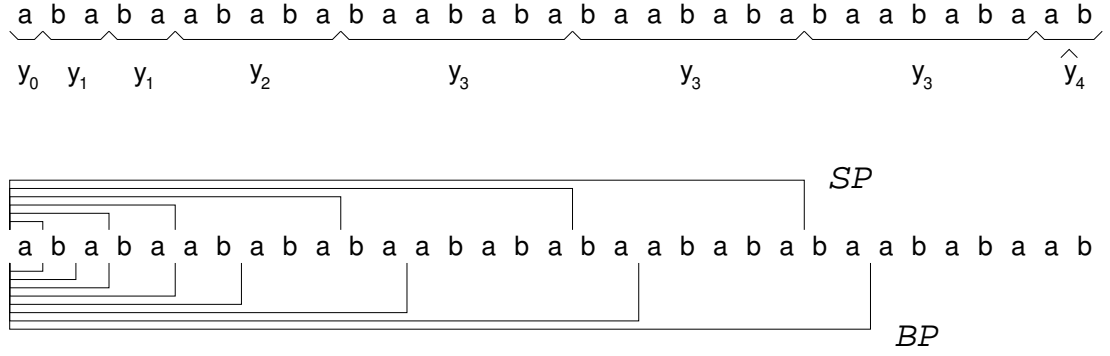 a b a b a a b a b a b a a b a b a b a a b a b a b a a b a b a a b
y₀ y₁ y₁ y₂ y₃ y₃ y₃ ŷ₄
SP
a b a b a a b a b a b a a b a b a b a a b a b a b a a b a b a a b
BP